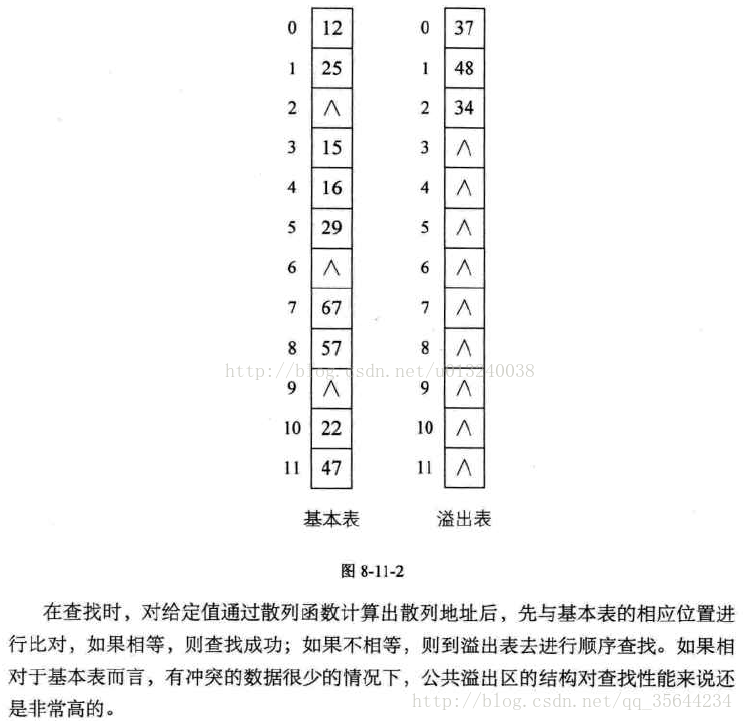 0 12 0 37
1 25 1 48
2 ∧ 2 34
3 15 3 ∧
4 16 4 ∧
5 29 5 ∧
6 ∧ 6 ∧
7 67 7 ∧
8 57 8 ∧
http://blog.csdn.net/u013240038
9 ∧ 9 ∧
10 22 10 ∧
11 47 11 ∧
基本表 溢出表
图 8-11-2
在查找时，对给定值通过散列函数计算出散列地址后，先与基本表的相应位置进
行比对，如果相等，则查找成功；如果不相等，则到溢出表去进行顺序查找。如果相
对于基本表而言，有冲突的数据很少的情况下，公共溢出区的结构对查找性能来说还
是非常高的。
http://blog.csdn.net/qq_35644234